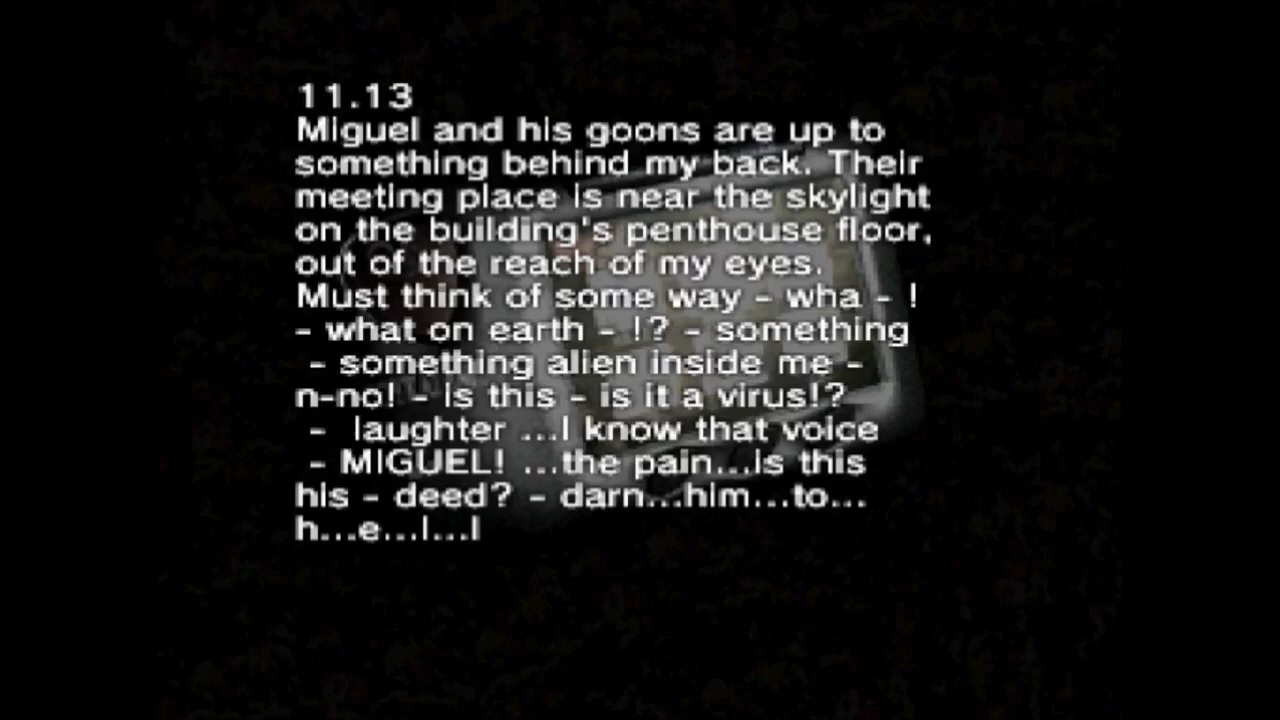 11.13
Miguel and his goons are up to
something behind my back. Their
meeting place is near the skylight
on the building's penthouse floor,
out of the reach of my eyes.
Must think of some way - wha - !
- what on earth - !? - something
- something alien inside me -
n-no! - Is this - is it a virus!?
- laughter ...I know that voice
- MIGUEL! ...the pain...is this
his - deed? - darn...him...to...
h...e...l...l